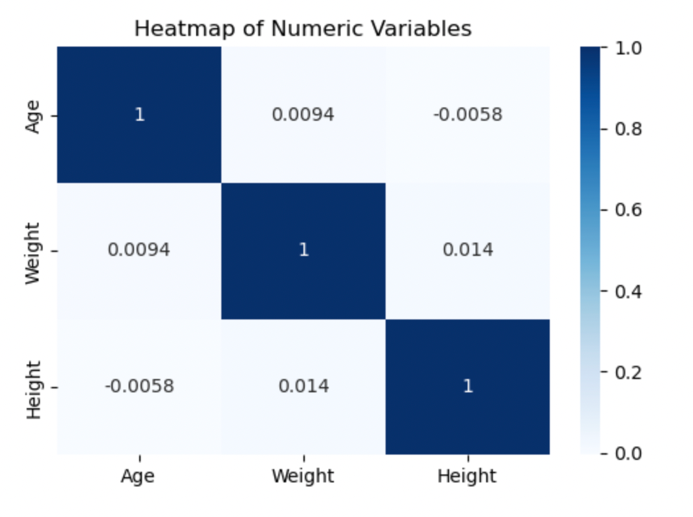 Heatmap of Numeric Variables
Age
1
0.0094
-0.0058
Weight
0.0094
1
0.014
Height
-0.0058
0.014
1
Age
Weight
Height
1.0
0.8
0.6
0.4
0.2
0.0